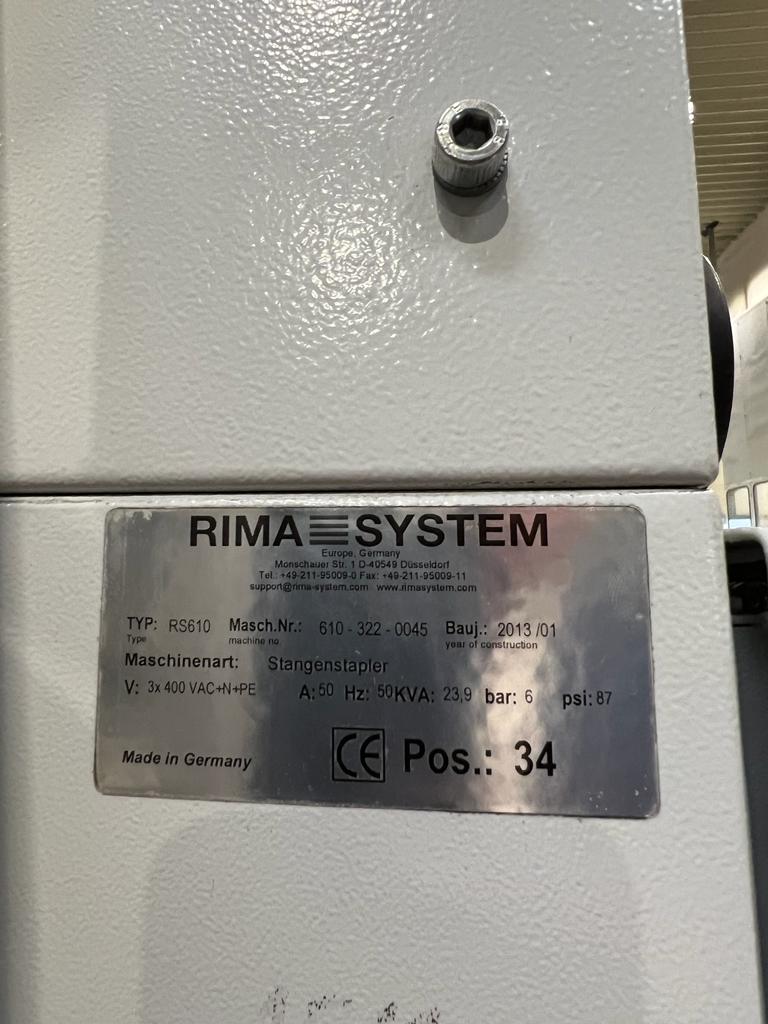 RIMA SYSTEM
Europe, Germany
Monschauer Str. 1 D-40549 Düsseldorf
Tel.: +49-211-95009-0 Fax: +49-211-95009-11
support@rima-system.com www.rimasystem.com
TYP: RS610 Masch.Nr.: 610 - 322 - 0045 Bauj.: 2013 /01
Type machine no. year of construction
Maschinenart: Stangenstapler
V: 3x 400 VAC+N+PE A: 50 Hz: 50 KVA: 23,9 bar: 6 psi: 87
Made in Germany CE Pos.: 34